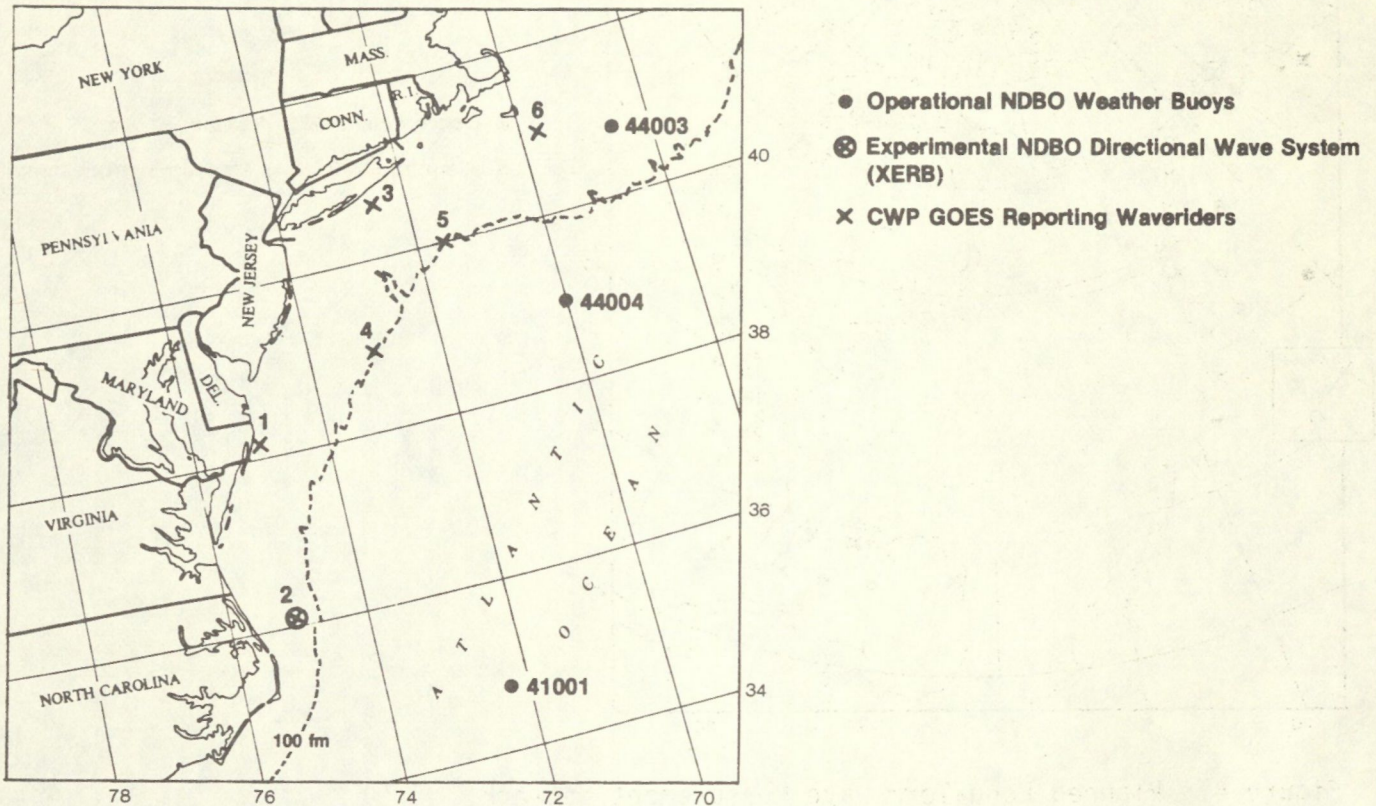 NEW YORK
MASS.
R.I.
CONN.
6
44003
40
3
5
PENNSYLVANIA
NEW JERSEY
44004
38
4
MARYLAND
DEL.
1
36
VIRGINIA
ATLANTIC
OCEAN
2
34
NORTH CAROLINA
41001
100 fm
78 76 74 72 70
Operational NDBO Weather Buoys
Experimental NDBO Directional Wave System
(XERB)
CWP GOES Reporting Waveriders